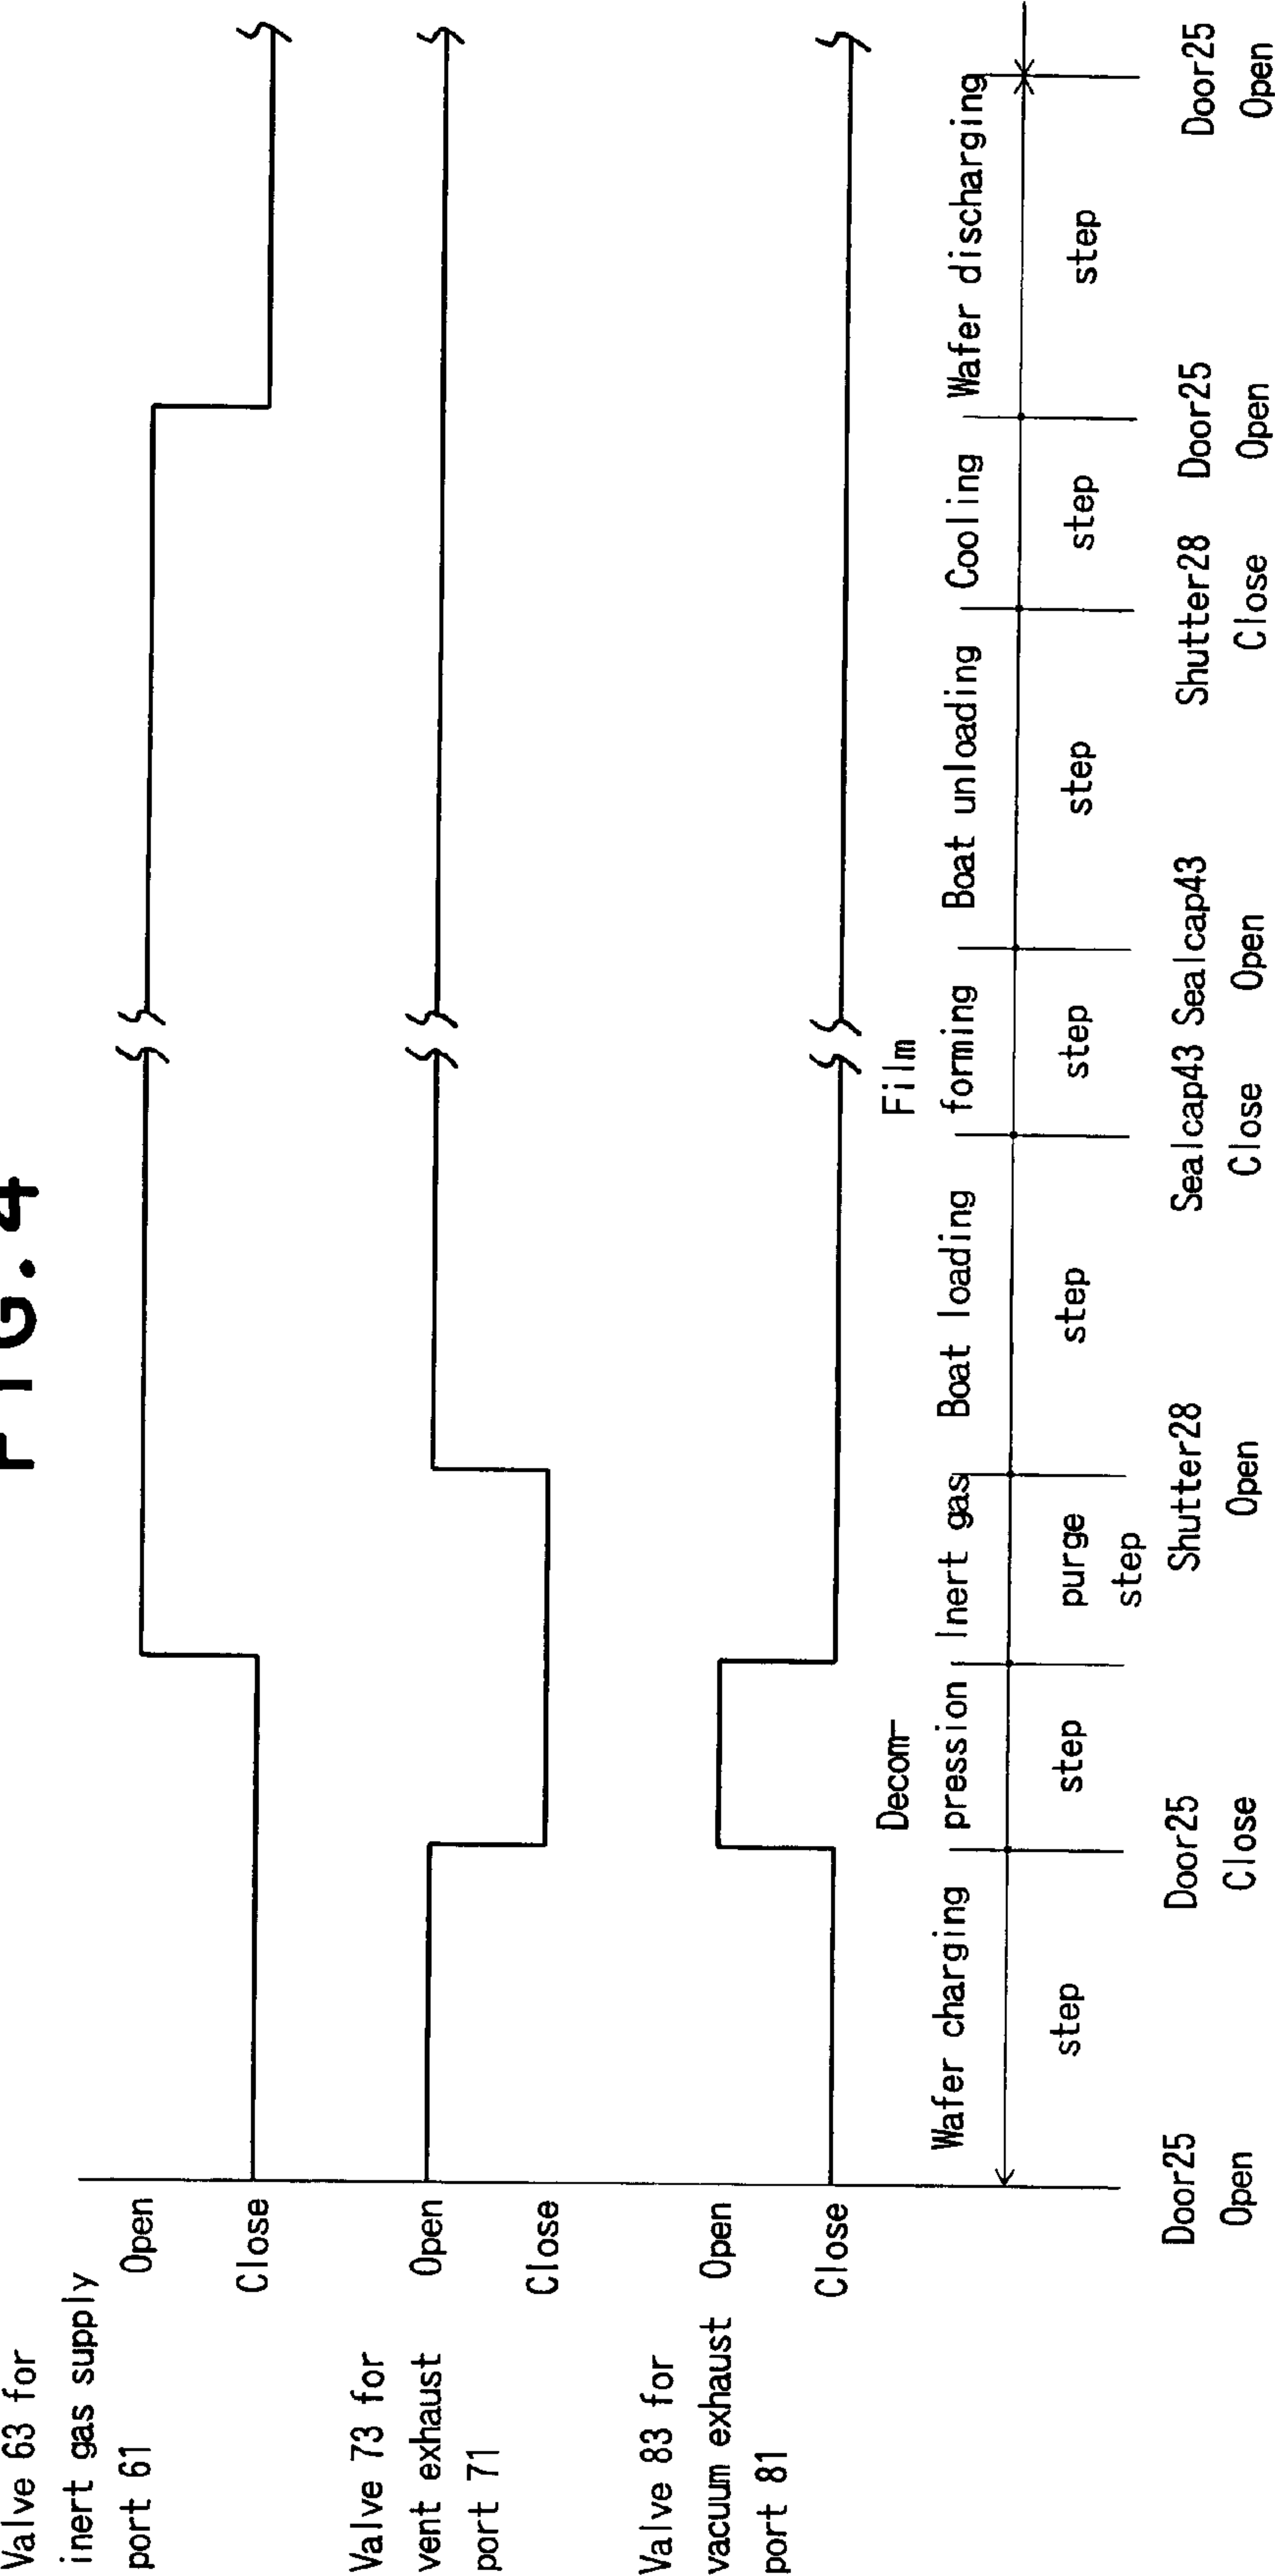 FIG.4
Valve 63 for
inert gas supply
port 61
Open
Close
Valve 73 for
vent exhaust
port 71
Open
Close
Valve 83 for
vacuum exhaust
port 81
Open
Close
Wafer charging
step
Decom-
pression
step
Inert gas
purge
step
Boat loading
step
Film
forming
step
Boat unloading
step
Cooling
step
Wafer discharging
step
Door25
Open
Door25
Close
Shutter28
Open
Sealcap43
Close
Sealcap43
Open
Shutter28
Close
Door25
Open
Door25
Open